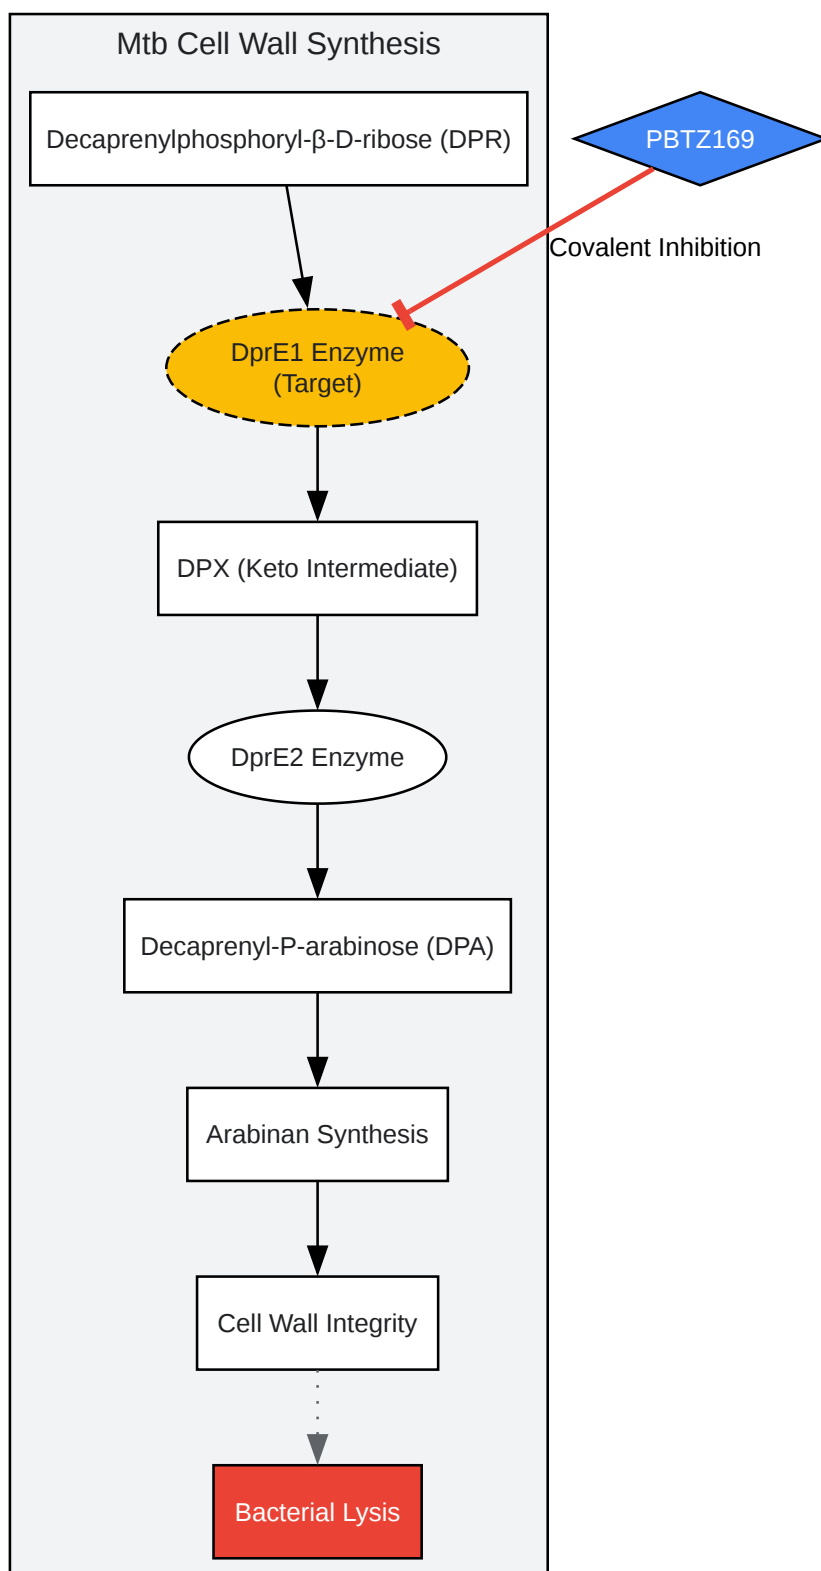 Mtb Cell Wall Synthesis
Decaprenylphosphoryl-β-D-ribose (DPR)
PBTZ169
Covalent Inhibition
DprE1 Enzyme
(Target)
DPX (Keto Intermediate)
DprE2 Enzyme
Decaprenyl-P-arabinose (DPA)
Arabinan Synthesis
Cell Wall Integrity
Bacterial Lysis